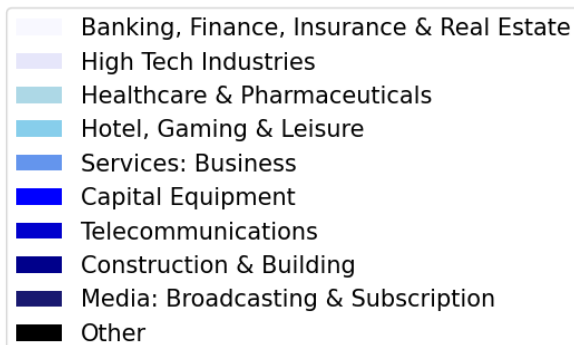 Banking, Finance, Insurance & Real Estate
High Tech Industries
Healthcare & Pharmaceuticals
Hotel, Gaming & Leisure
Services: Business
Capital Equipment
Telecommunications
Construction & Building
Media: Broadcasting & Subscription
Other